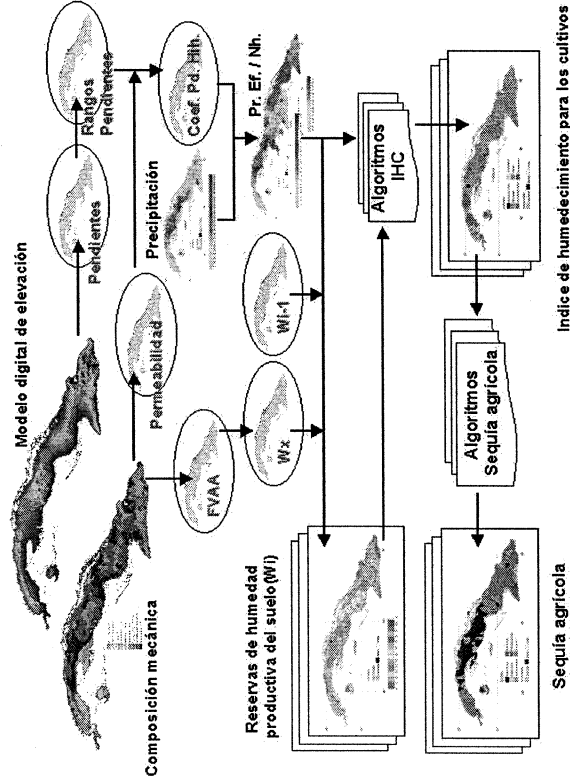 Modelo digital de elevación
Pendientes
Rangos
Pendientes
Composición mecánica
Permeabilidad
Precipitación
Coef. Pd. Hih.
FVAA
Wx
Wi-1
Pr. Ef. / Nh.
Reservas de humedad
productiva del suelo(Wi)
Algoritmos
IHC
Indice de humedecimiento para los cultivos
Algoritmos
Sequía agrícola
Sequía agrícola